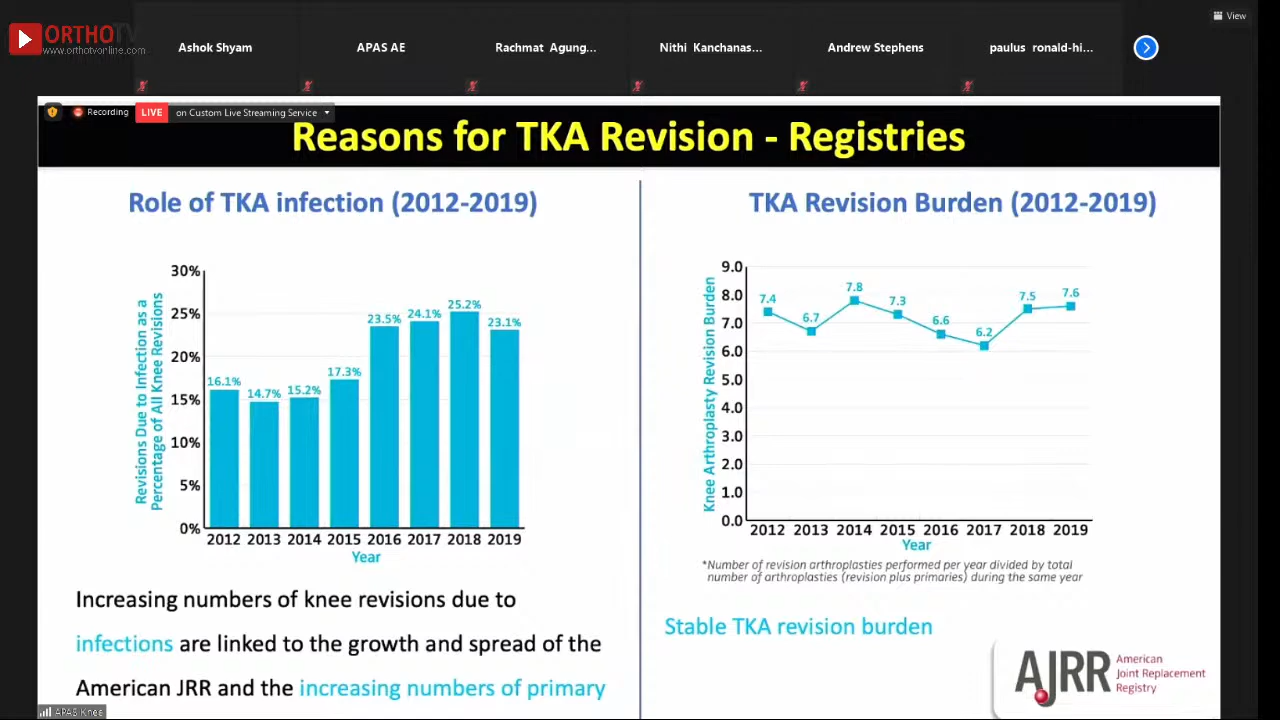 ORTHOTV
www.orthotvonline.com
Ashok Shyam
APAS AE
Rachmat Agung...
Nithi Kanchanas...
Andrew Stephens
paulus ronald-hi...
View
Recording
LIVE
on Custom Live Streaming Service
Reasons for TKA Revision - Registries
Role of TKA infection (2012-2019)
Revisions Due to Infection as a
Percentage of All Knee Revisions
30%
25%
20%
15%
10%
5%
0%
16.1%
14.7%
15.2%
17.3%
23.5%
24.1%
25.2%
23.1%
2012 2013 2014 2015 2016 2017 2018 2019
Year
Increasing numbers of knee revisions due to
infections are linked to the growth and spread of the
American JRR and the increasing numbers of primary
TKA Revision Burden (2012-2019)
Knee Arthroplasty Revision Burden
9.0
8.0
7.0
6.0
5.0
4.0
3.0
2.0
1.0
0.0
7.4
6.7
7.8
7.3
6.6
6.2
7.5
7.6
2012 2013 2014 2015 2016 2017 2018 2019
Year
*Number of revision arthroplasties performed per year divided by total
number of arthroplasties (revision plus primaries) during the same year
Stable TKA revision burden
AJRR
American
Joint Replacement
Registry
APAS Knee